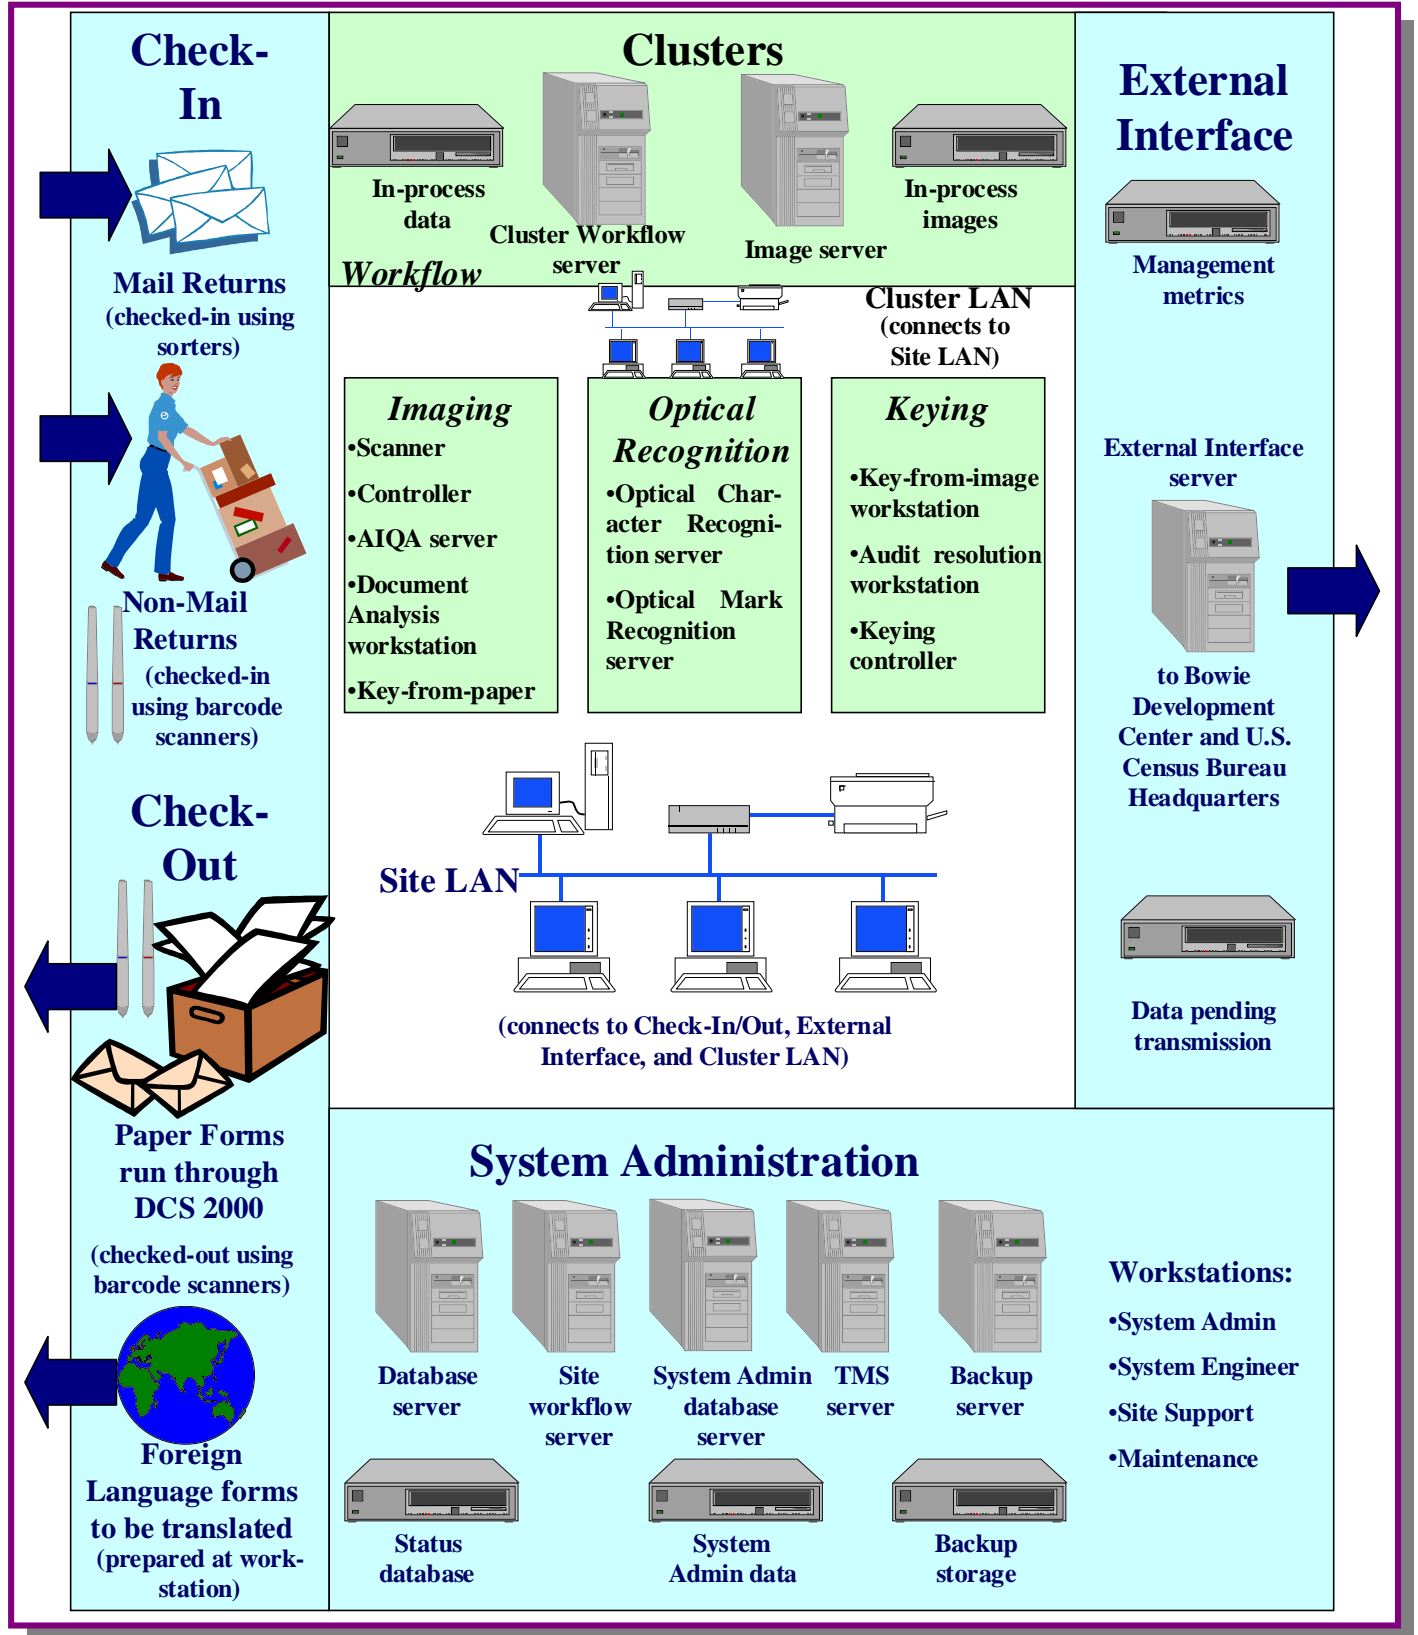 Check-
In
Mail Returns
(checked-in using
sorters)
Non-Mail
Returns
(checked-in
using barcode
scanners)
Check-
Out
Paper Forms
run through
DCS 2000
(checked-out using
barcode scanners)
Foreign
Language forms
to be translated
(prepared at work-
station)
Clusters
In-process
data
Cluster Workflow
server
Image server
In-process
images
Workflow
Cluster LAN
(connects to
Site LAN)
Imaging
•Scanner
•Controller
•AIQA server
•Document
Analysis
workstation
•Key-from-paper
Optical
Recognition
•Optical Char-
acter Recogni-
tion server
•Optical Mark
Recognition
server
Keying
•Key-from-image
workstation
•Audit resolution
workstation
•Keying
controller
Site LAN
(connects to Check-In/Out, External
Interface, and Cluster LAN)
External
Interface
Management
metrics
External Interface
server
to Bowie
Development
Center and U.S.
Census Bureau
Headquarters
Data pending
transmission
System Administration
Database
server
Site
workflow
server
System Admin
database
server
TMS
server
Backup
server
Status
database
System
Admin data
Backup
storage
Workstations:
•System Admin
•System Engineer
•Site Support
•Maintenance